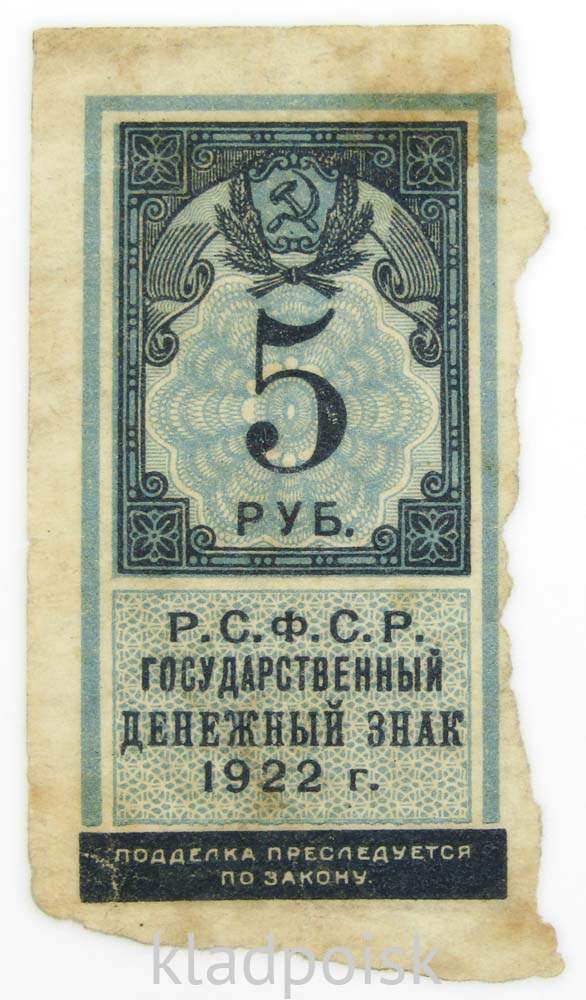 5
РУБ.
Р.С.Ф.С.Р.
ГОСУДАРСТВЕННЫЙ
ДЕНЕЖНЫЙ ЗНАК
1922 г.
ПОДДЕЛКА ПРЕСЛЕДУЕТСЯ
ПО ЗАКОНУ.
kladpoisk